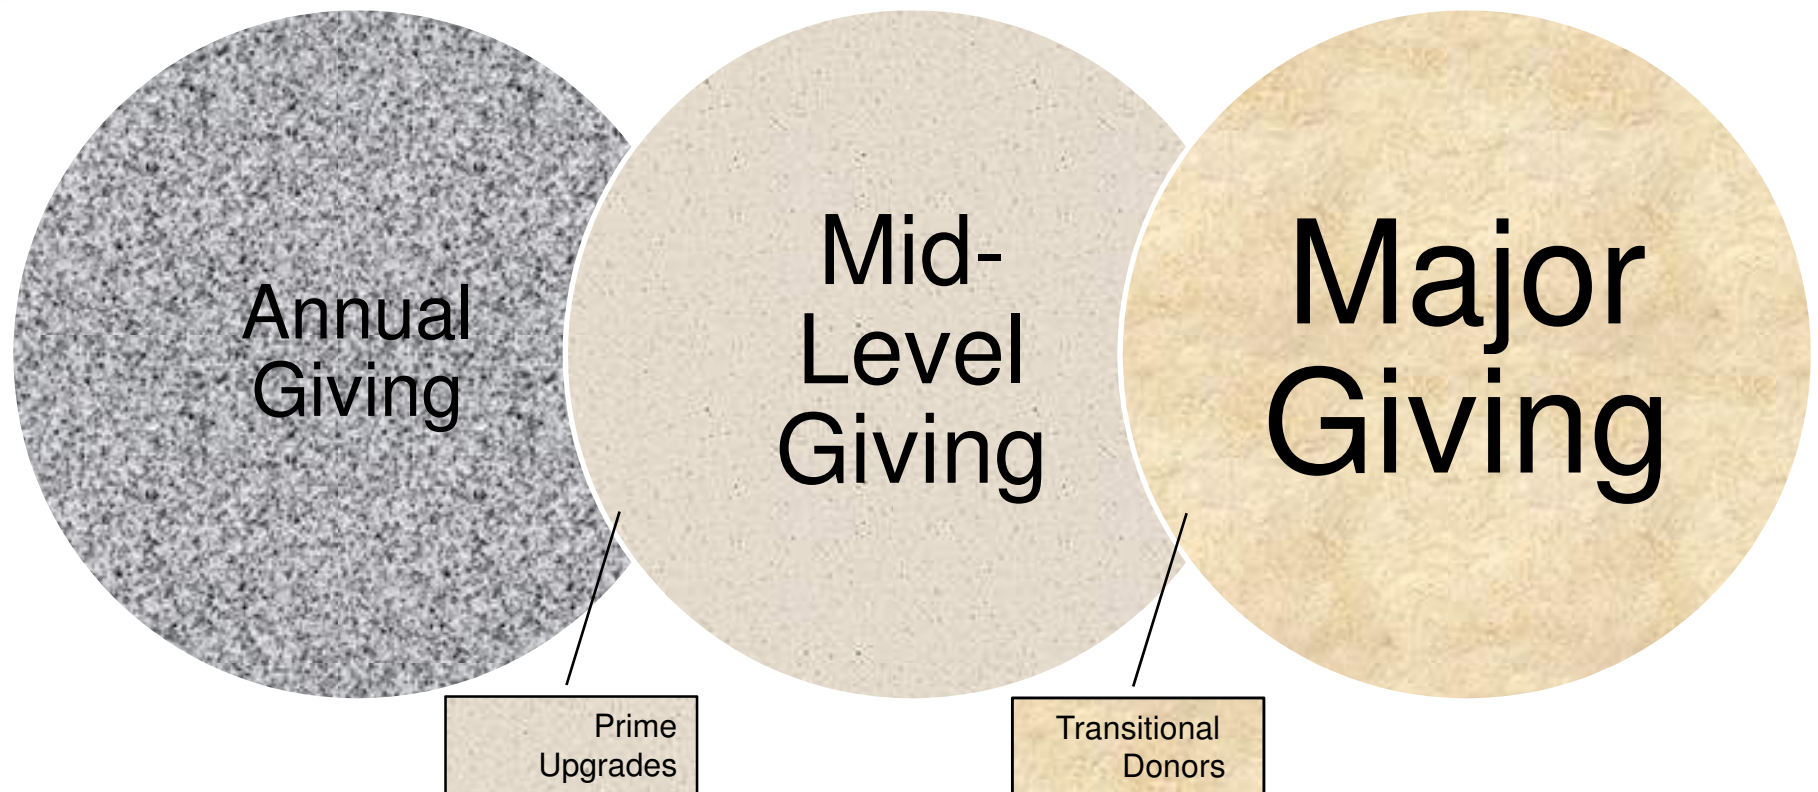 Annual
Giving
Mid-
Level
Giving
Major
Giving
Prime
Upgrades
Transitional
Donors